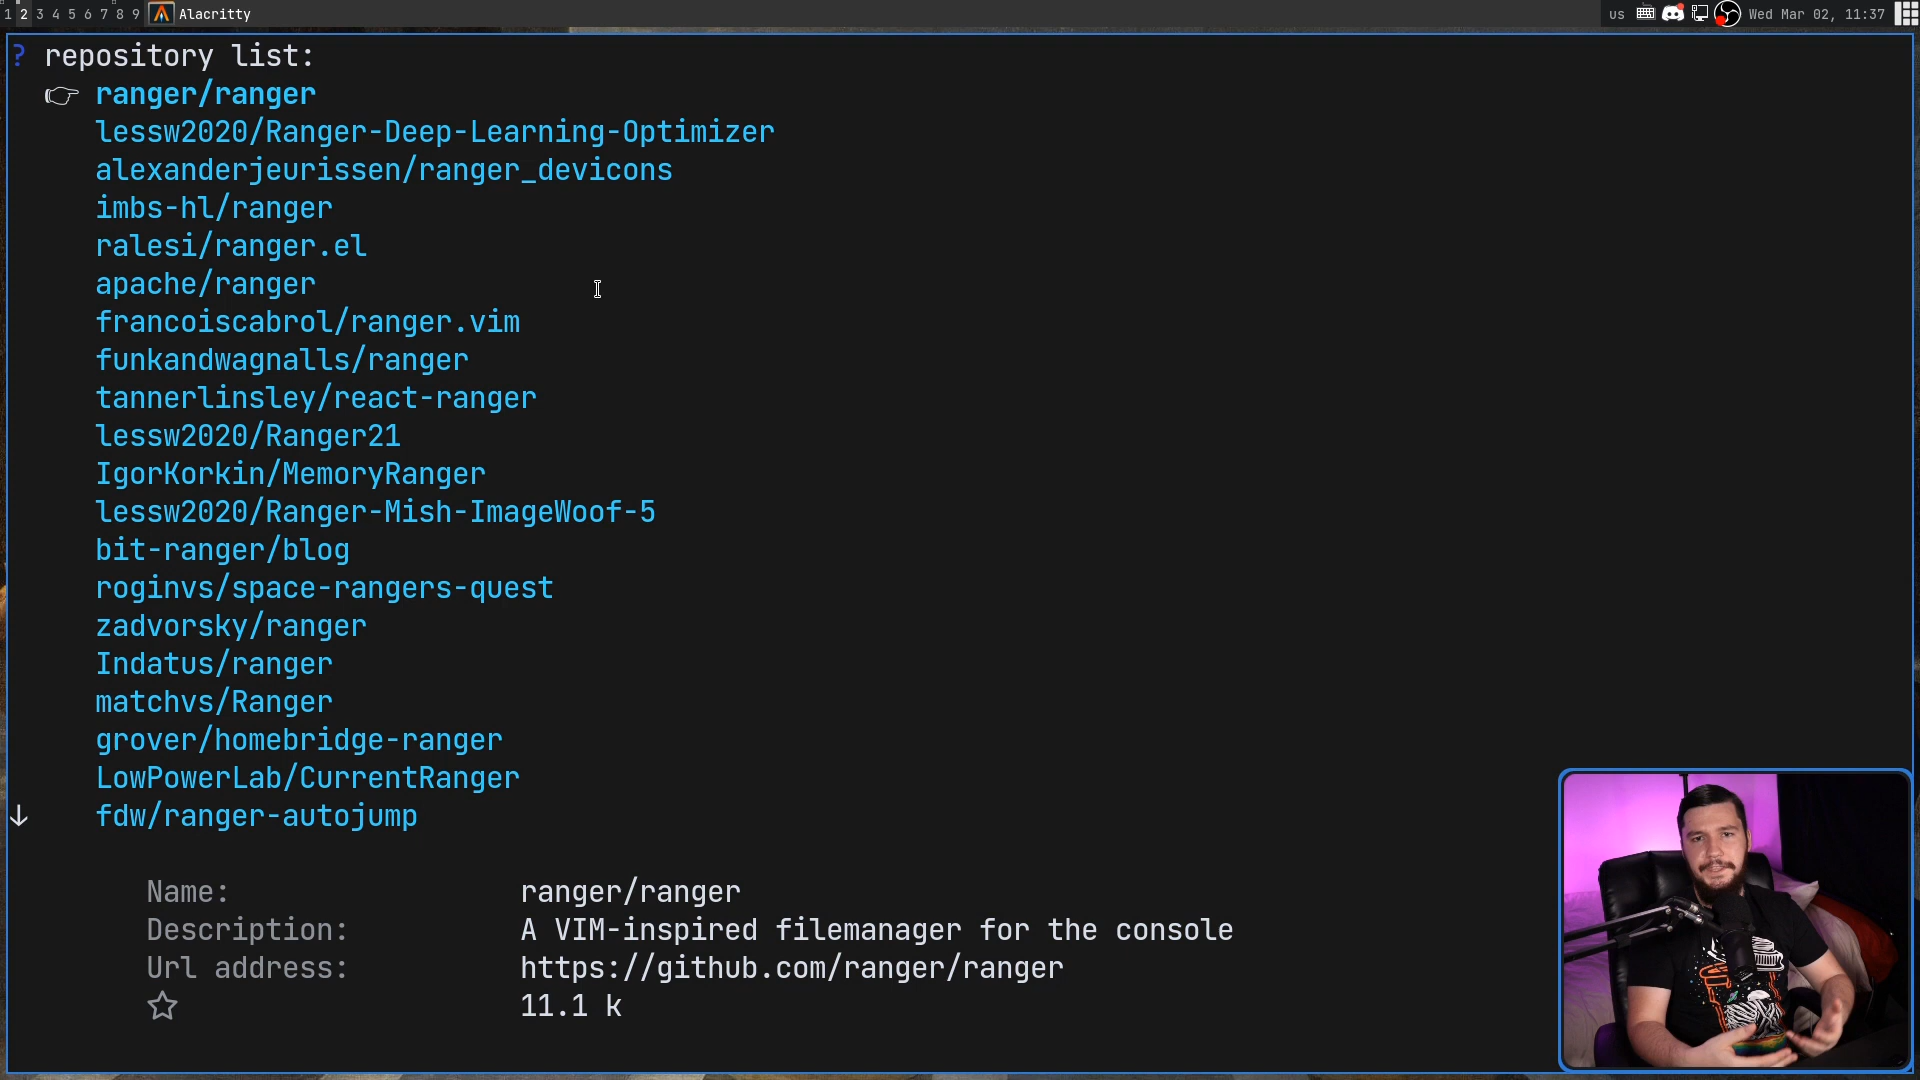 1 2 3 4 5 6 7 8 9 Alacritty us Wed Mar 02, 11:37
? repository list:
ranger/ranger
lessw2020/Ranger-Deep-Learning-Optimizer
alexanderjeurissen/ranger_devicons
imbs-hl/ranger
ralesi/ranger.el
apache/ranger
francoiscabrol/ranger.vim
funkandwagnalls/ranger
tannerlinsley/react-ranger
lessw2020/Ranger21
IgorKorkin/MemoryRanger
lessw2020/Ranger-Mish-ImageWoof-5
bit-ranger/blog
roginvs/space-rangers-quest
zadvorsky/ranger
Indatus/ranger
matchvs/Ranger
grover/homebridge-ranger
LowPowerLab/CurrentRanger
↓ fdw/ranger-autojump
Name: ranger/ranger
Description: A VIM-inspired filemanager for the console
Url address: https://github.com/ranger/ranger
☆ 11.1 k